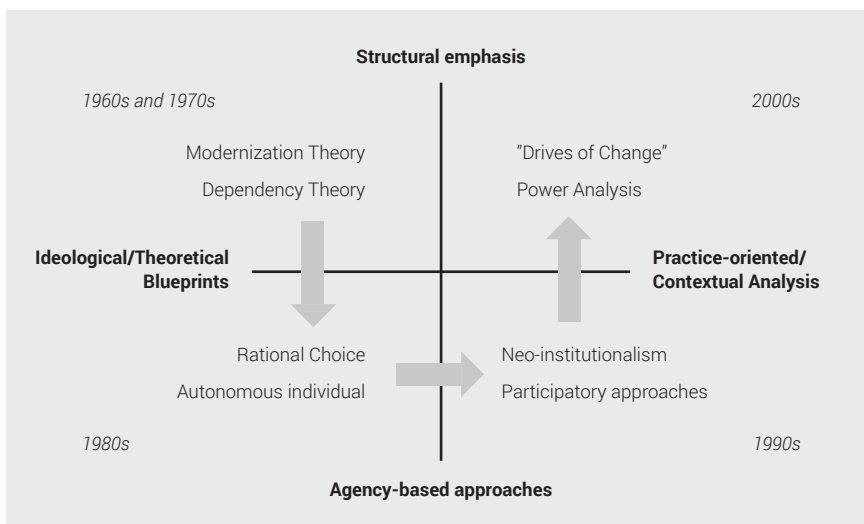 Structural emphasis
1960s and 1970s
2000s
Modernization Theory
"Drives of Change"
Dependency Theory
Power Analysis
Ideological/Theoretical
Blueprints
Practice-oriented/
Contextual Analysis
Rational Choice
Neo-institutionalism
Autonomous individual
Participatory approaches
1980s
1990s
Agency-based approaches